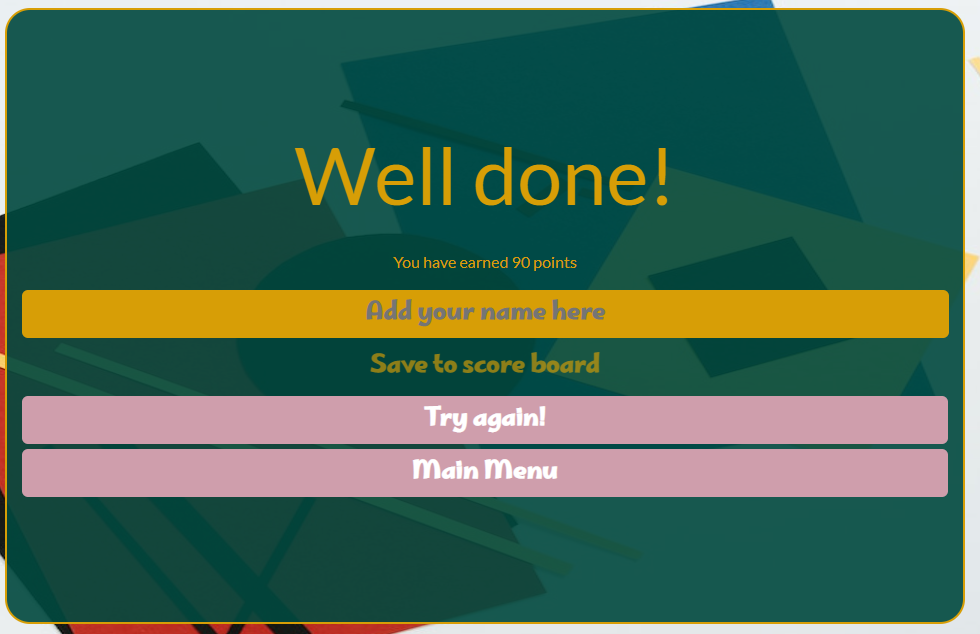 Well done!
You have earned 90 points
Add your name here
Save to score board
Try again!
Main Menu